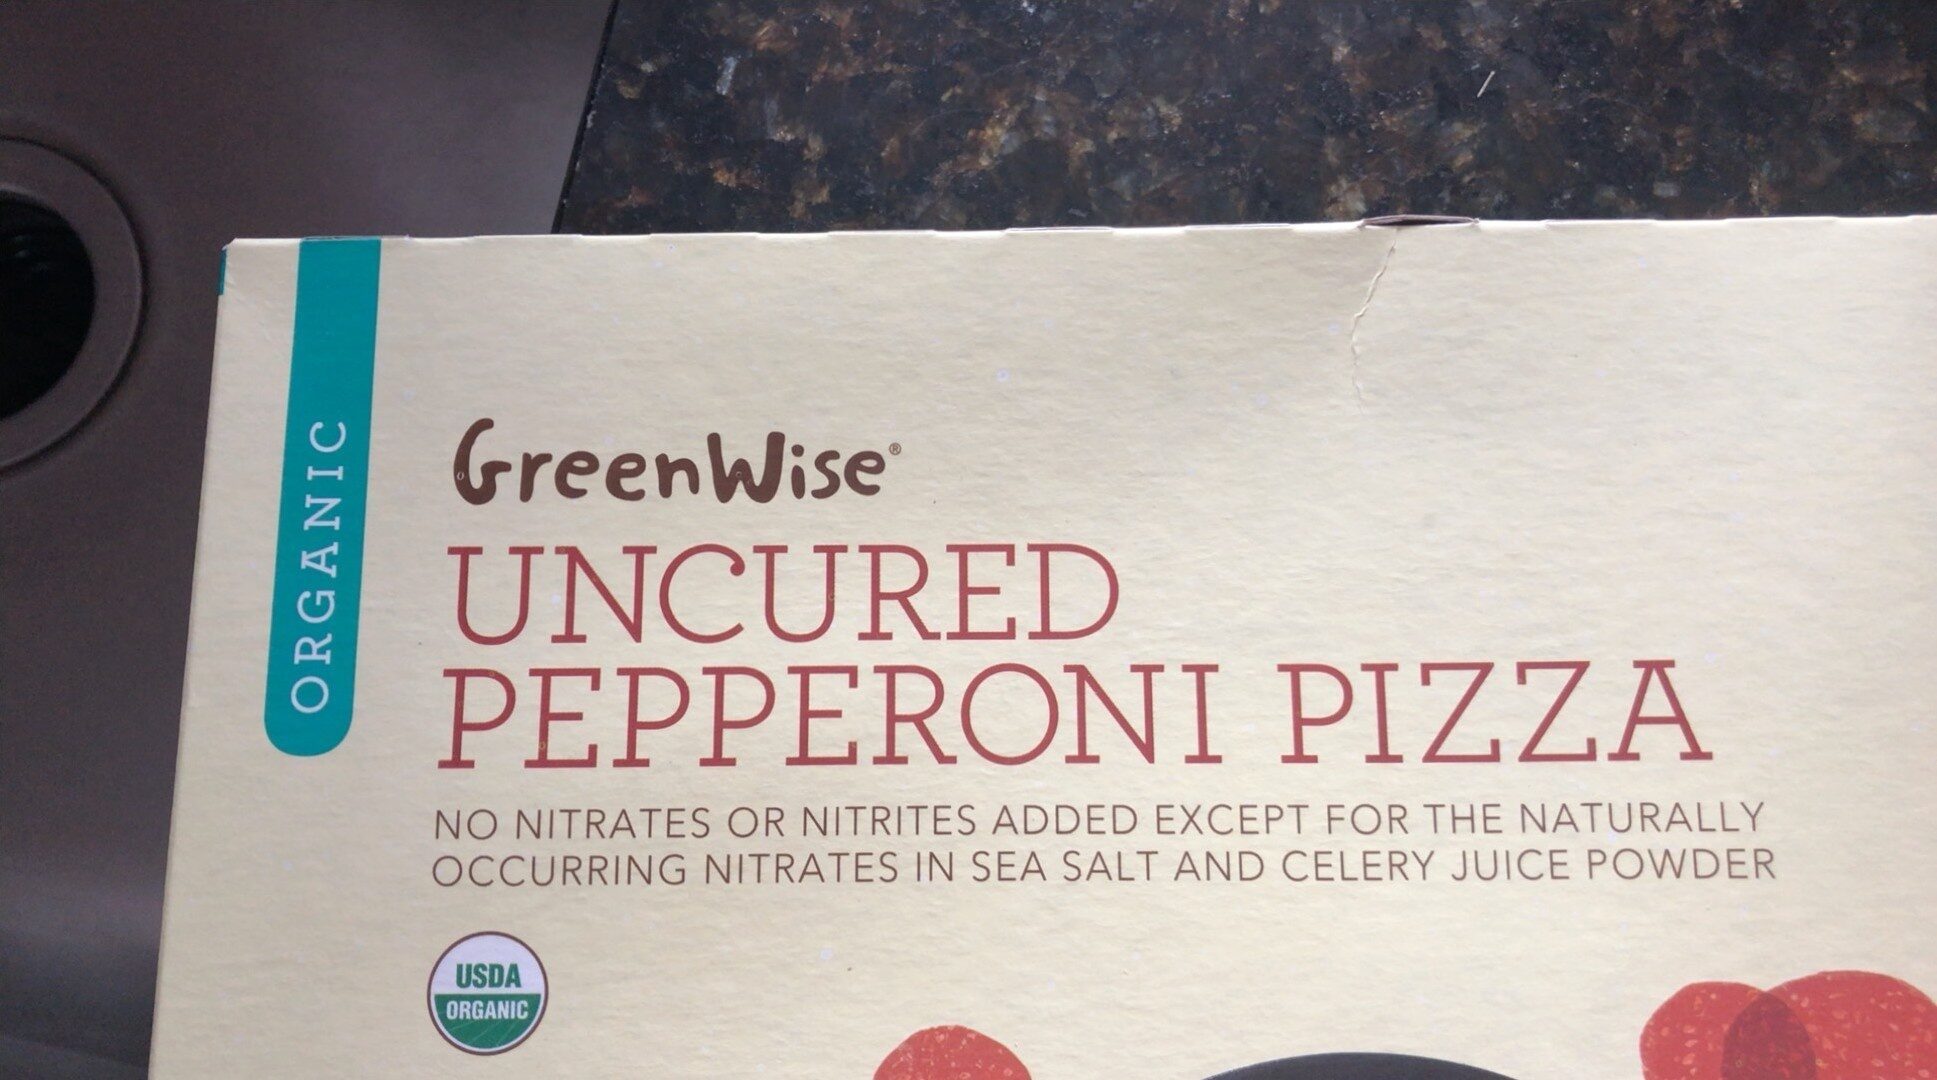 ORGANIC
GreenWise®
UNCURED
PEPPERONI PIZZA
NO NITRATES OR NITRITES ADDED EXCEPT FOR THE NATURALLY
OCCURRING NITRATES IN SEA SALT AND CELERY JUICE POWDER
USDA
ORGANIC